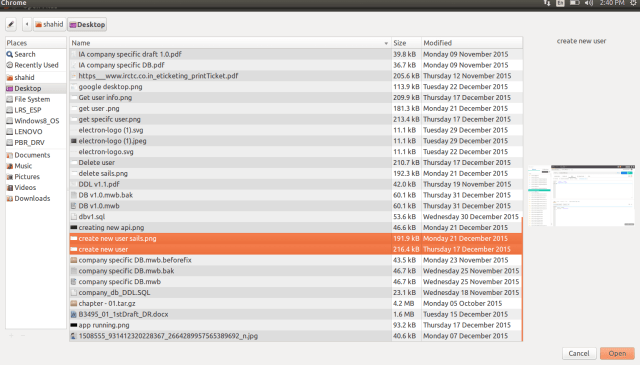 Chrome
En
2:40 PM
shahid Desktop
Places
Name Size Modified
create new user
Search
Recently Used
shahid
Desktop
File System
LRS_ESP
Windows8_OS
LENOVO
PBR_DRV
Documents
Music
Pictures
Videos
Downloads
IA company specific draft 1.0.pdf 39.8 kB Monday 09 November 2015
IA company specific DB.pdf 36.7 kB Monday 09 November 2015
https___www.irctc.co.in_eticketing_printTicket.pdf 205.6 kB Thursday 12 November 2015
google desktop.png 113.9 kB Tuesday 22 December 2015
Get user info.png 209.9 kB Thursday 17 December 2015
get user .png 181.3 kB Monday 21 December 2015
get specifc user.png 213.4 kB Thursday 17 December 2015
electron-logo (1).svg 11.1 kB Tuesday 29 December 2015
electron-logo (1).jpeg 11.1 kB Tuesday 29 December 2015
electron-logo.svg 11.1 kB Tuesday 22 December 2015
Delete user 210.7 kB Thursday 17 December 2015
delete sails.png 192.3 kB Monday 21 December 2015
DDL v1.1.pdf 42.0 kB Thursday 19 November 2015
DB v1.0.mwb.bak 60.1 kB Thursday 31 December 2015
DB v1.0.mwb 60.1 kB Thursday 31 December 2015
dbv1.sql 53.6 kB Wednesday 30 December 2015
creating new api.png 46.6 kB Monday 21 December 2015
create new user sails.png 191.9 kB Monday 21 December 2015
create new user 216.4 kB Thursday 17 December 2015
company specific DB.mwb.beforefix 43.5 kB Monday 23 November 2015
company specific DB.mwb.bak 46.7 kB Wednesday 25 November 2015
company specific DB.mwb 46.7 kB Wednesday 25 November 2015
company_db_DDL.SQL 23.1 kB Wednesday 18 November 2015
chapter - 01.tar.gz 4.2 MB Monday 05 October 2015
B3495_01_1stDraft_DR.docx 1.6 MB Tuesday 15 December 2015
app running.png 93.2 kB Thursday 17 December 2015
1508555_931412320228367_2664289957565389692_n.jpg 40.6 kB Monday 07 December 2015
Cancel Open